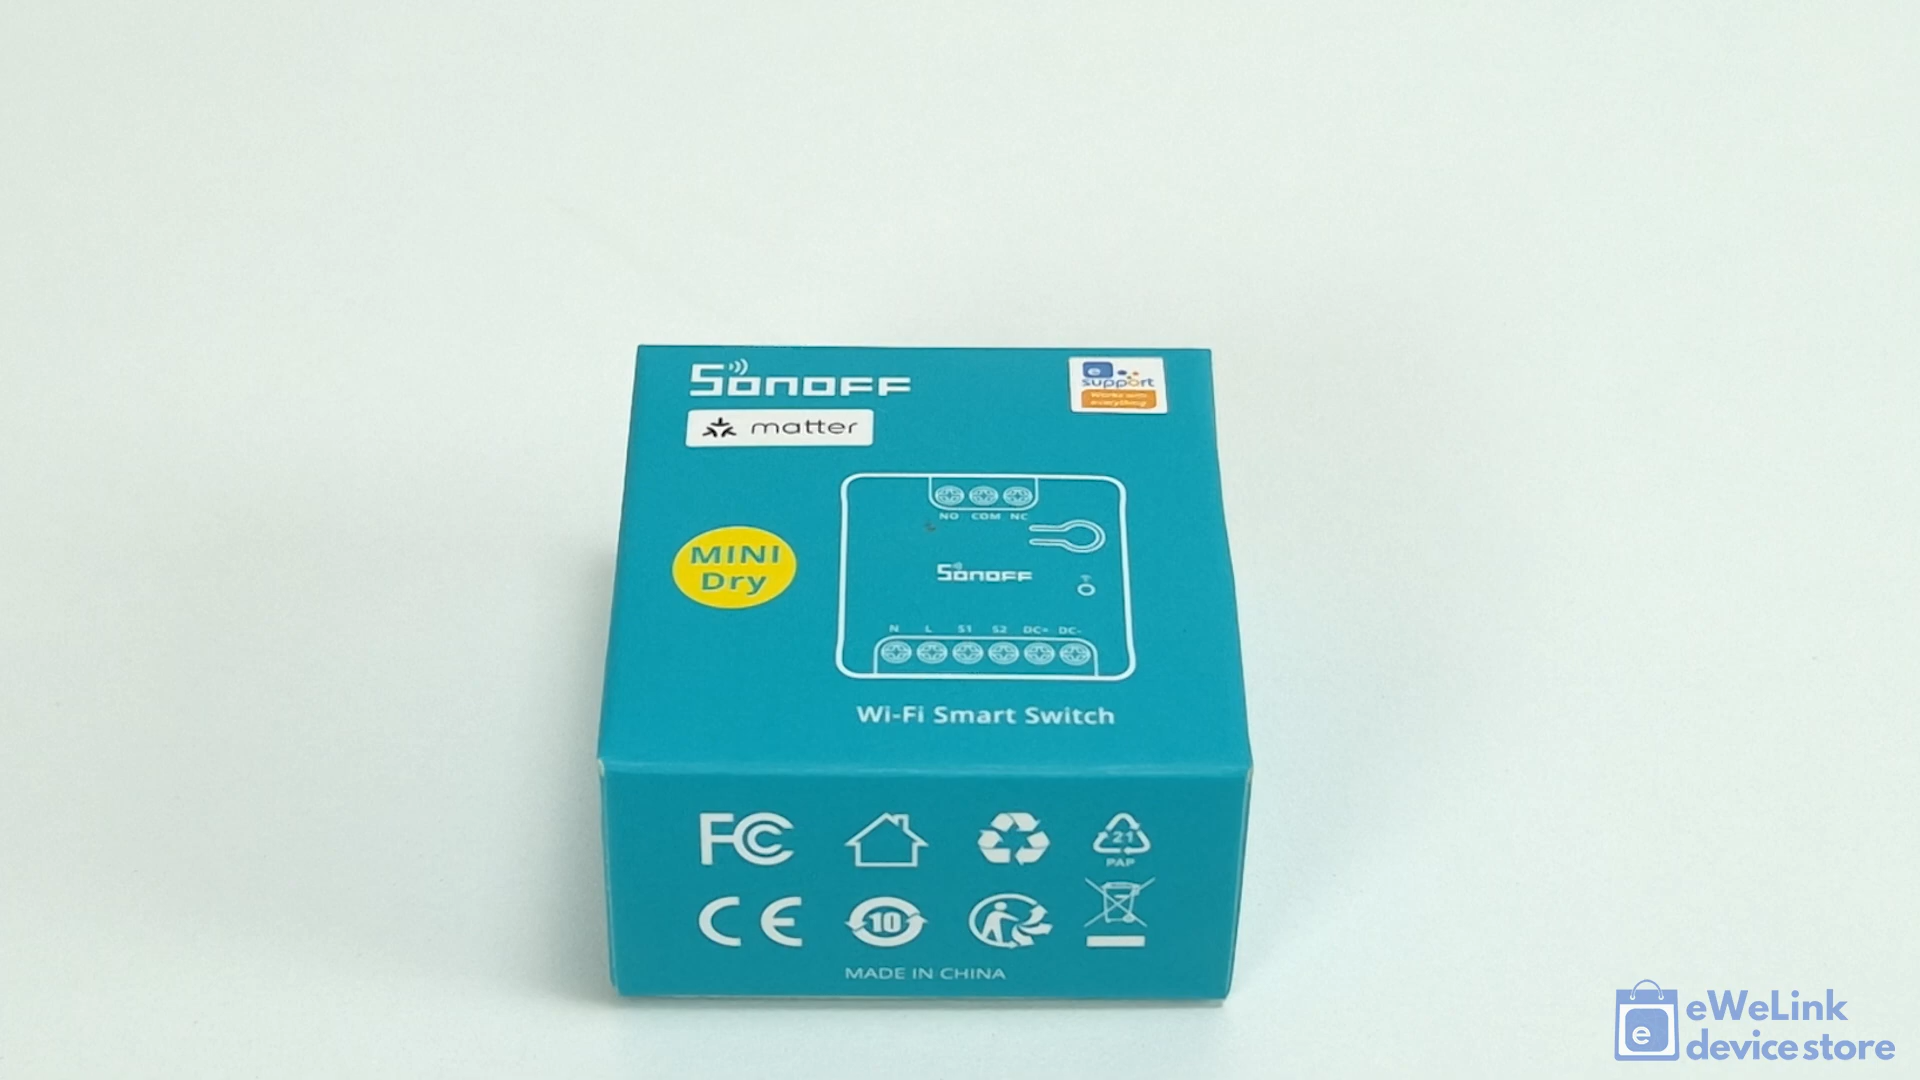 SONOFF
matter
e
support
Works with
everything
NO COM NC
MINI
Dry
SONOFF
N L S1 S2 DC+ DC-
Wi-Fi Smart Switch
FC
21
PAP
CE
10
MADE IN CHINA
eWeLink
e
device store